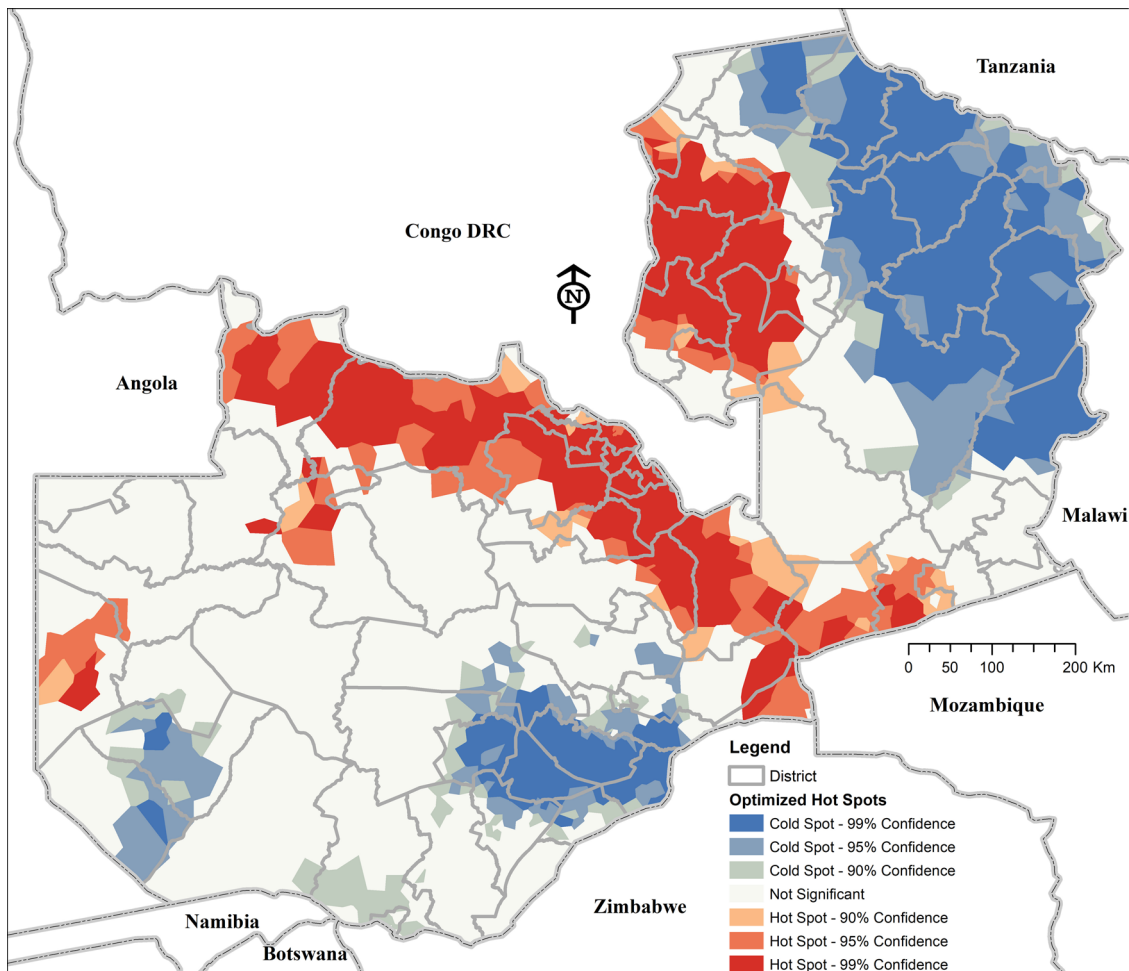 Tanzania
Congo DRC
N
Angola
Malawi
0 50 100 200 Km
Mozambique
Legend
District
Optimized Hot Spots
Cold Spot - 99% Confidence
Cold Spot - 95% Confidence
Cold Spot - 90% Confidence
Not Significant
Hot Spot - 90% Confidence
Hot Spot - 95% Confidence
Hot Spot - 99% Confidence
Zimbabwe
Namibia
Botswana